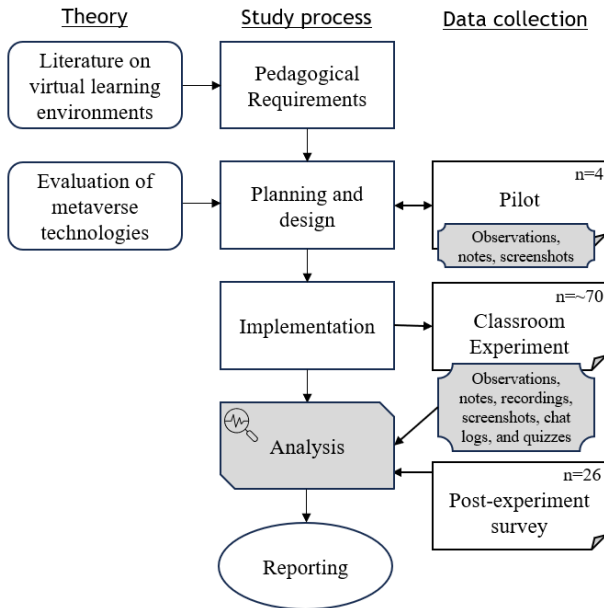 Theory
Study process
Data collection
Literature on
virtual learning
environments
Pedagogical
Requirements
Evaluation of
metaverse
technologies
Planning and
design
n=4
Pilot
Observations,
notes, screenshots
Implementation
n=~70
Classroom
Experiment
Observations,
notes, recordings,
screenshots, chat
logs, and quizzes
Analysis
n=26
Post-experiment
survey
Reporting